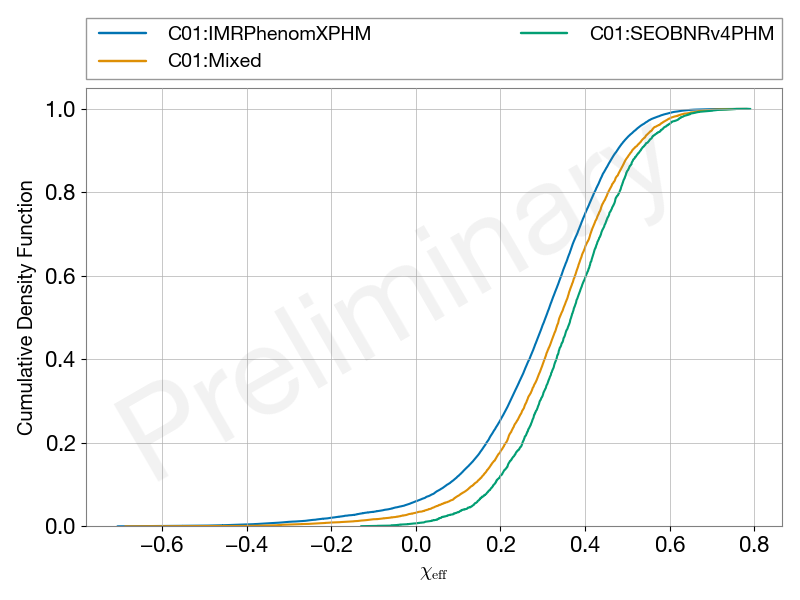 C01:IMRPhenomXPHM
C01:Mixed
C01:SEOBNRv4PHM
Preliminary
Cumulative Density Function
1.0
0.8
0.6
0.4
0.2
0.0
−0.6 −0.4 −0.2 0.0 0.2 0.4 0.6 0.8
χeff